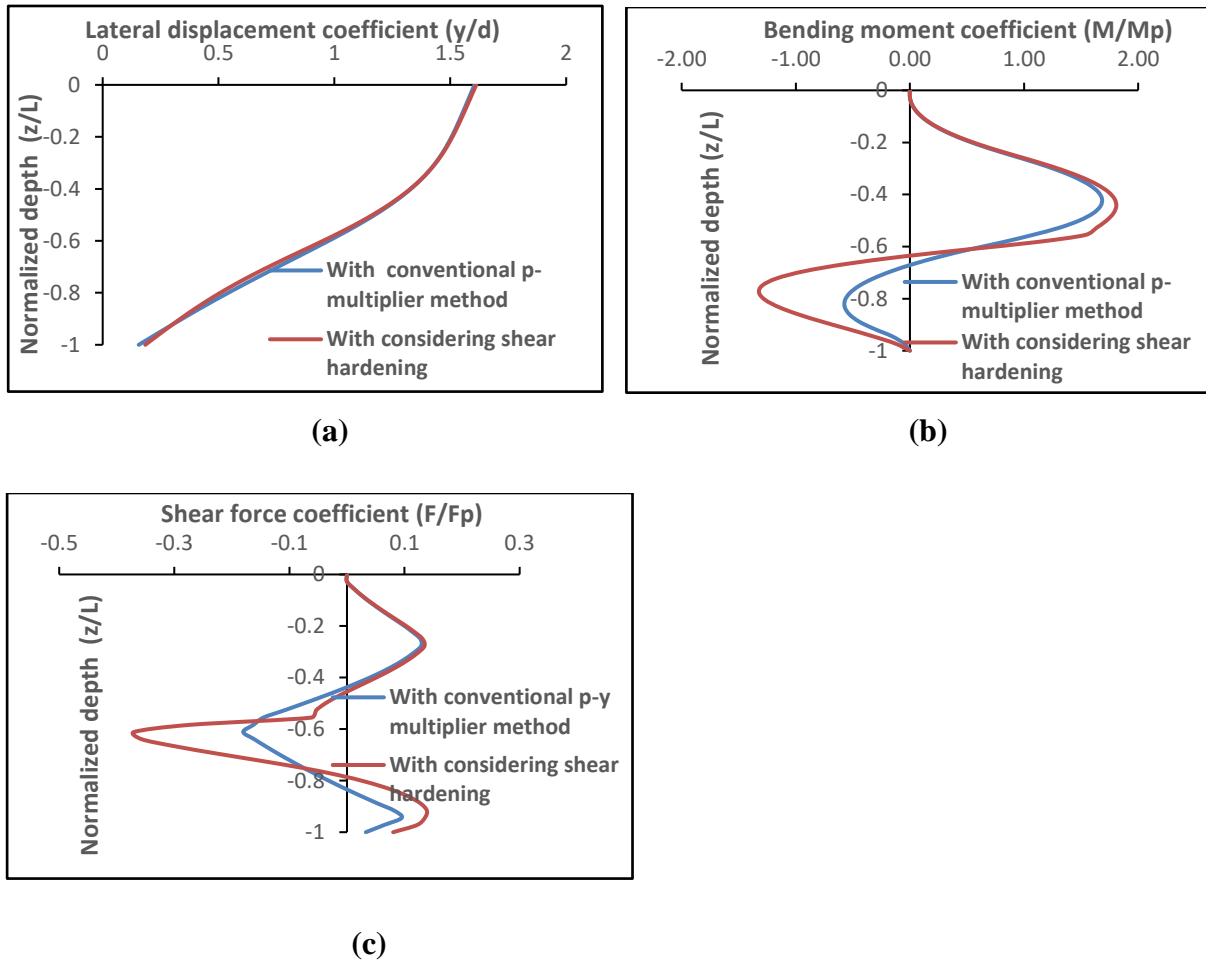 Lateral displacement coefficient (y/d)
0 0.5 1 1.5 2
0
-0.2
-0.4
-0.6
-0.8
-1
Normalized depth (z/L)
With conventional p-
multiplier method
With considering shear
hardening
(a)
Bending moment coefficient (M/Mp)
-2.00 -1.00 0.00 1.00 2.00
0
-0.2
-0.4
-0.6
-0.8
-1
Normalized depth (z/L)
With conventional p-
multiplier method
With considering shear
hardening
(b)
Shear force coefficient (F/Fp)
-0.5 -0.3 -0.1 0.1 0.3
0
-0.2
-0.4
-0.6
-0.8
-1
Normalized depth (z/L)
With conventional p-y
multiplier method
With considering shear
hardening
(c)